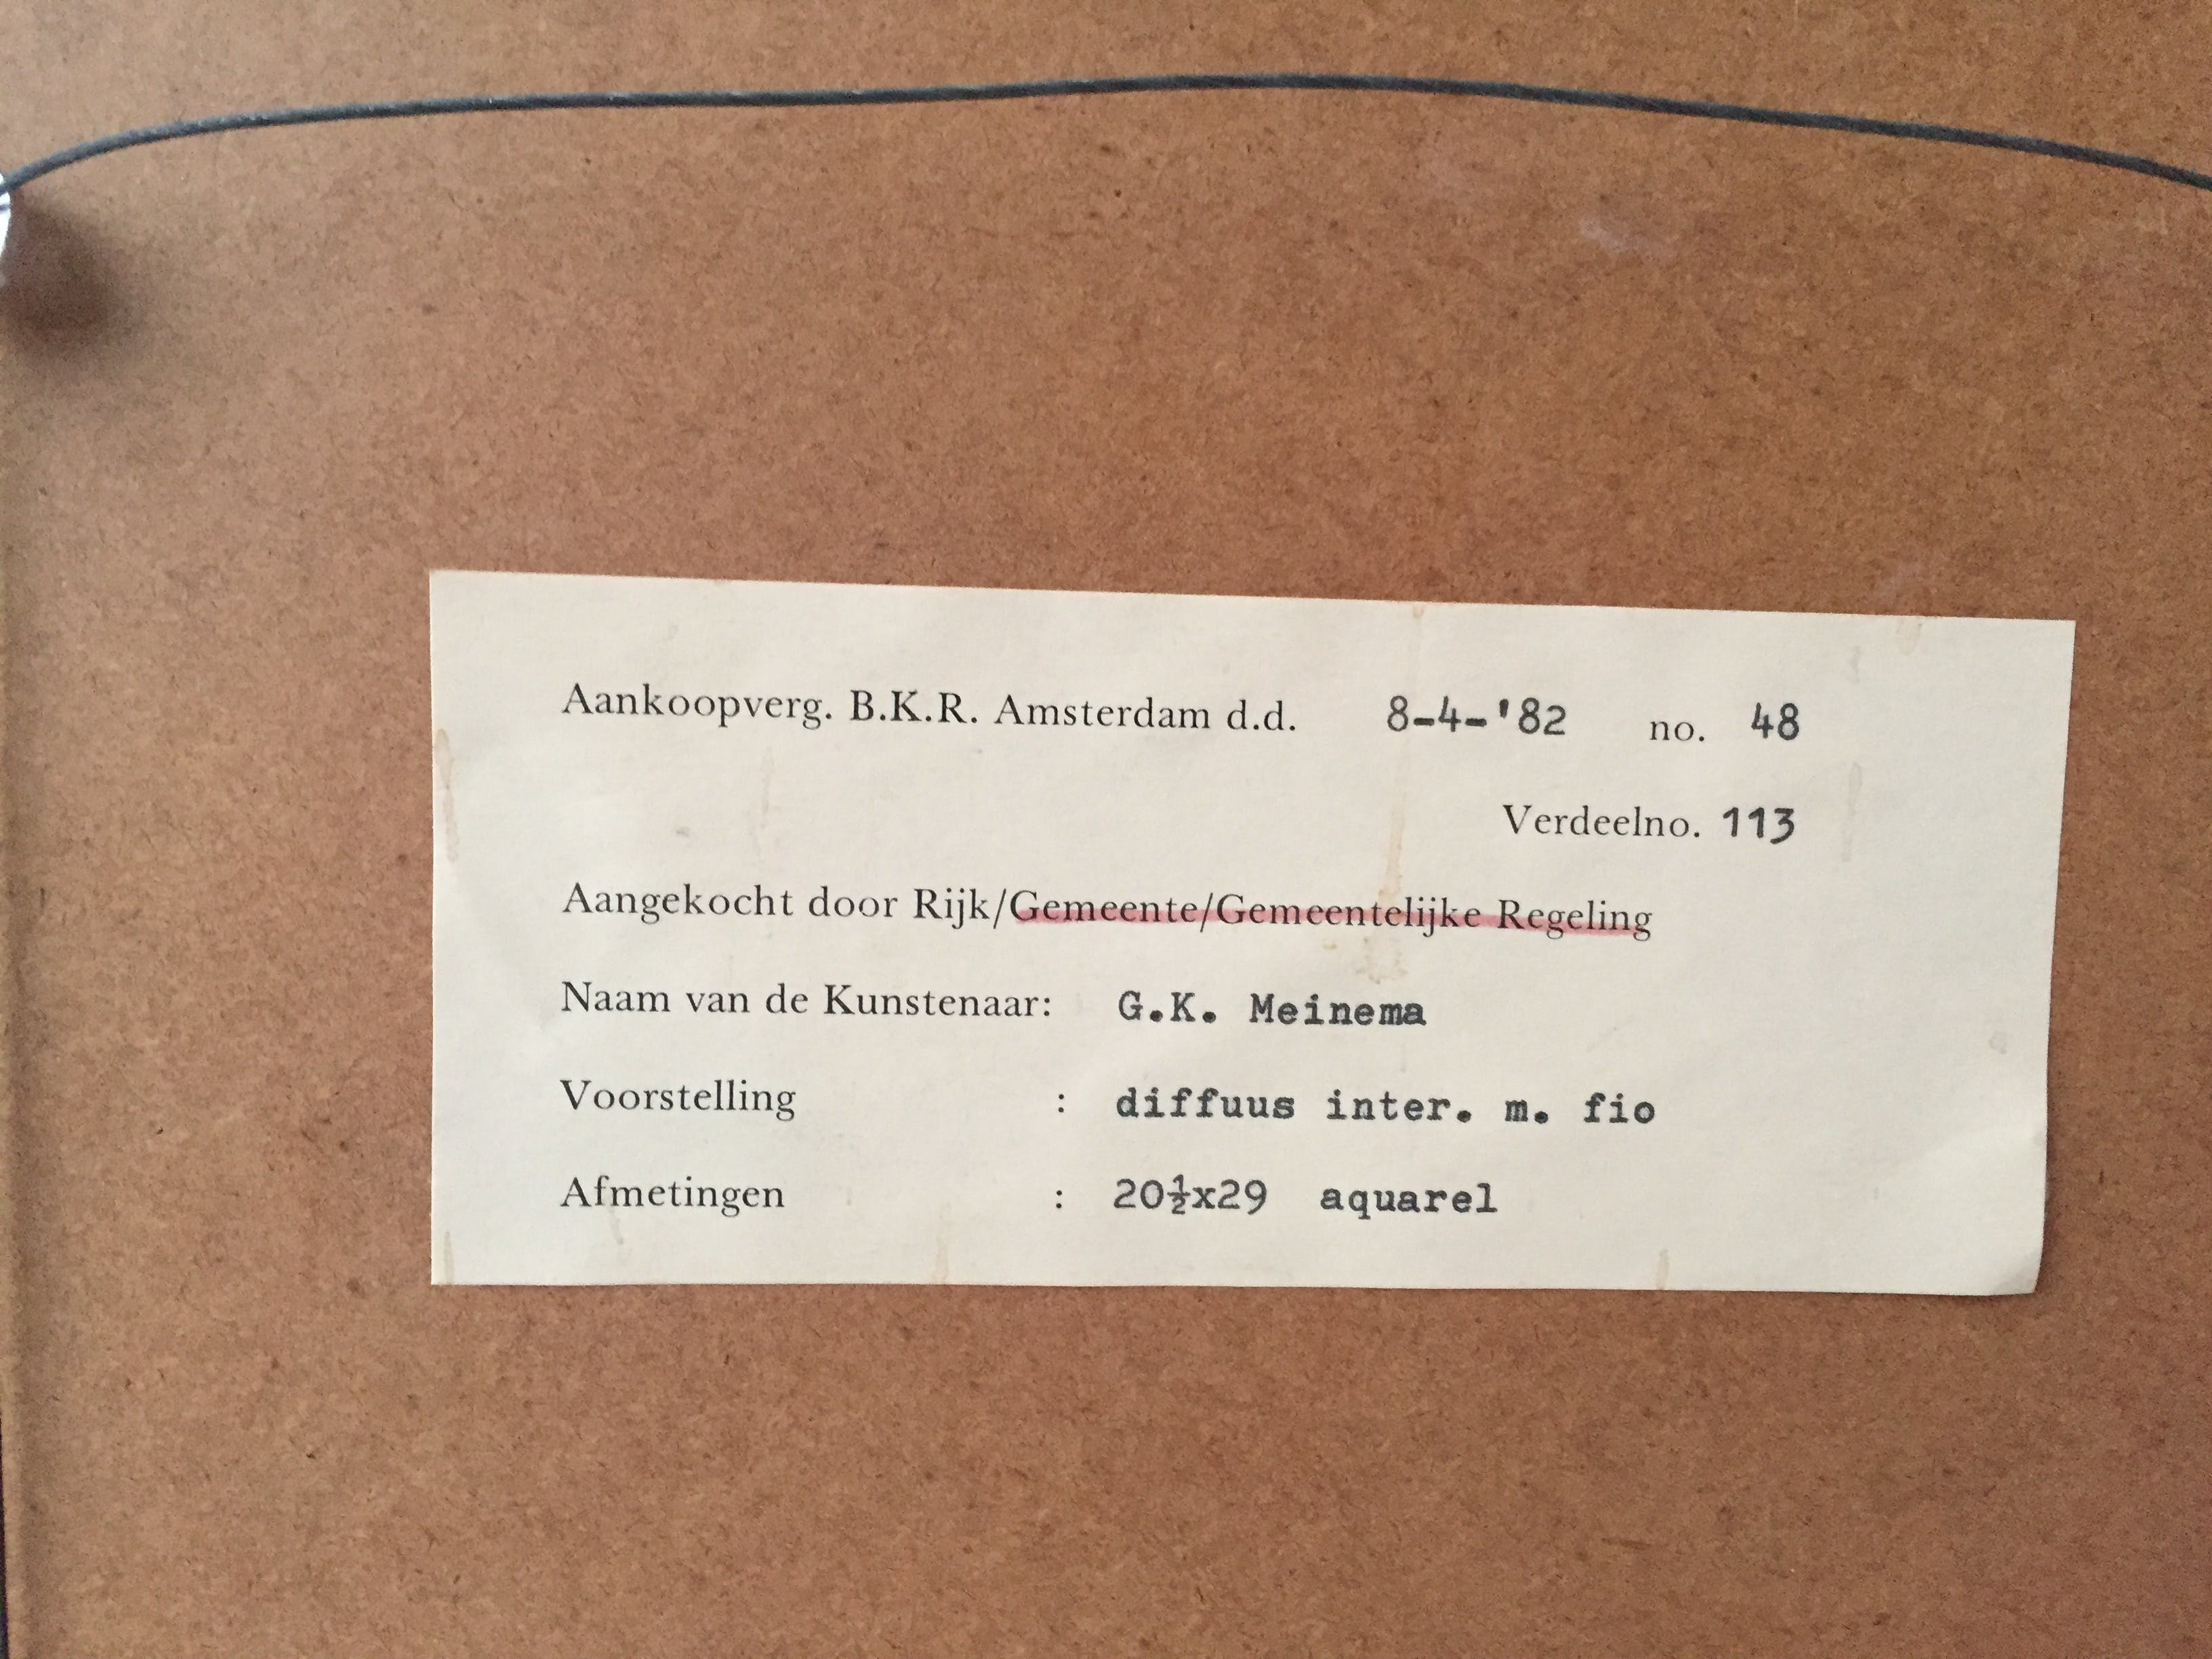 Aankoopverg. B.K.R. Amsterdam d.d. 8-4-'82 no. 48
Verdeelno. 113
Aangekocht door Rijk/Gemeente/Gemeentelijke Regeling
Naam van de Kunstenaar: G.K. Meinema
Voorstelling : diffuus inter. m. fio
Afmetingen : 20½x29 aquarel